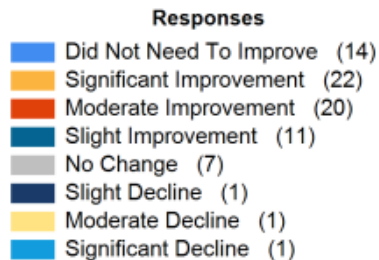 Responses
Did Not Need To Improve (14)
Significant Improvement (22)
Moderate Improvement (20)
Slight Improvement (11)
No Change (7)
Slight Decline (1)
Moderate Decline (1)
Significant Decline (1)